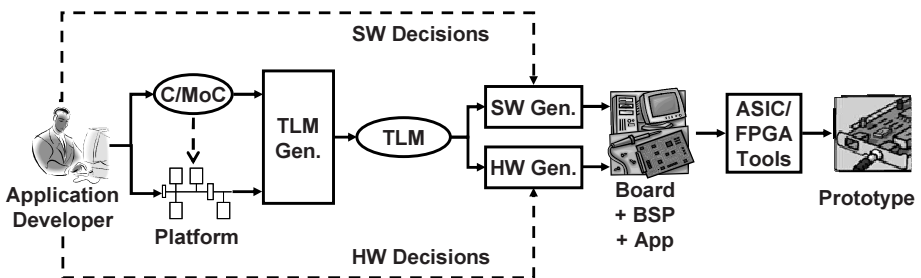 SW Decisions
C/MoC
TLM
Gen.
TLM
SW Gen.
HW Gen.
ASIC/
FPGA
Tools
Application
Developer
Platform
Board
+ BSP
+ App
Prototype
HW Decisions